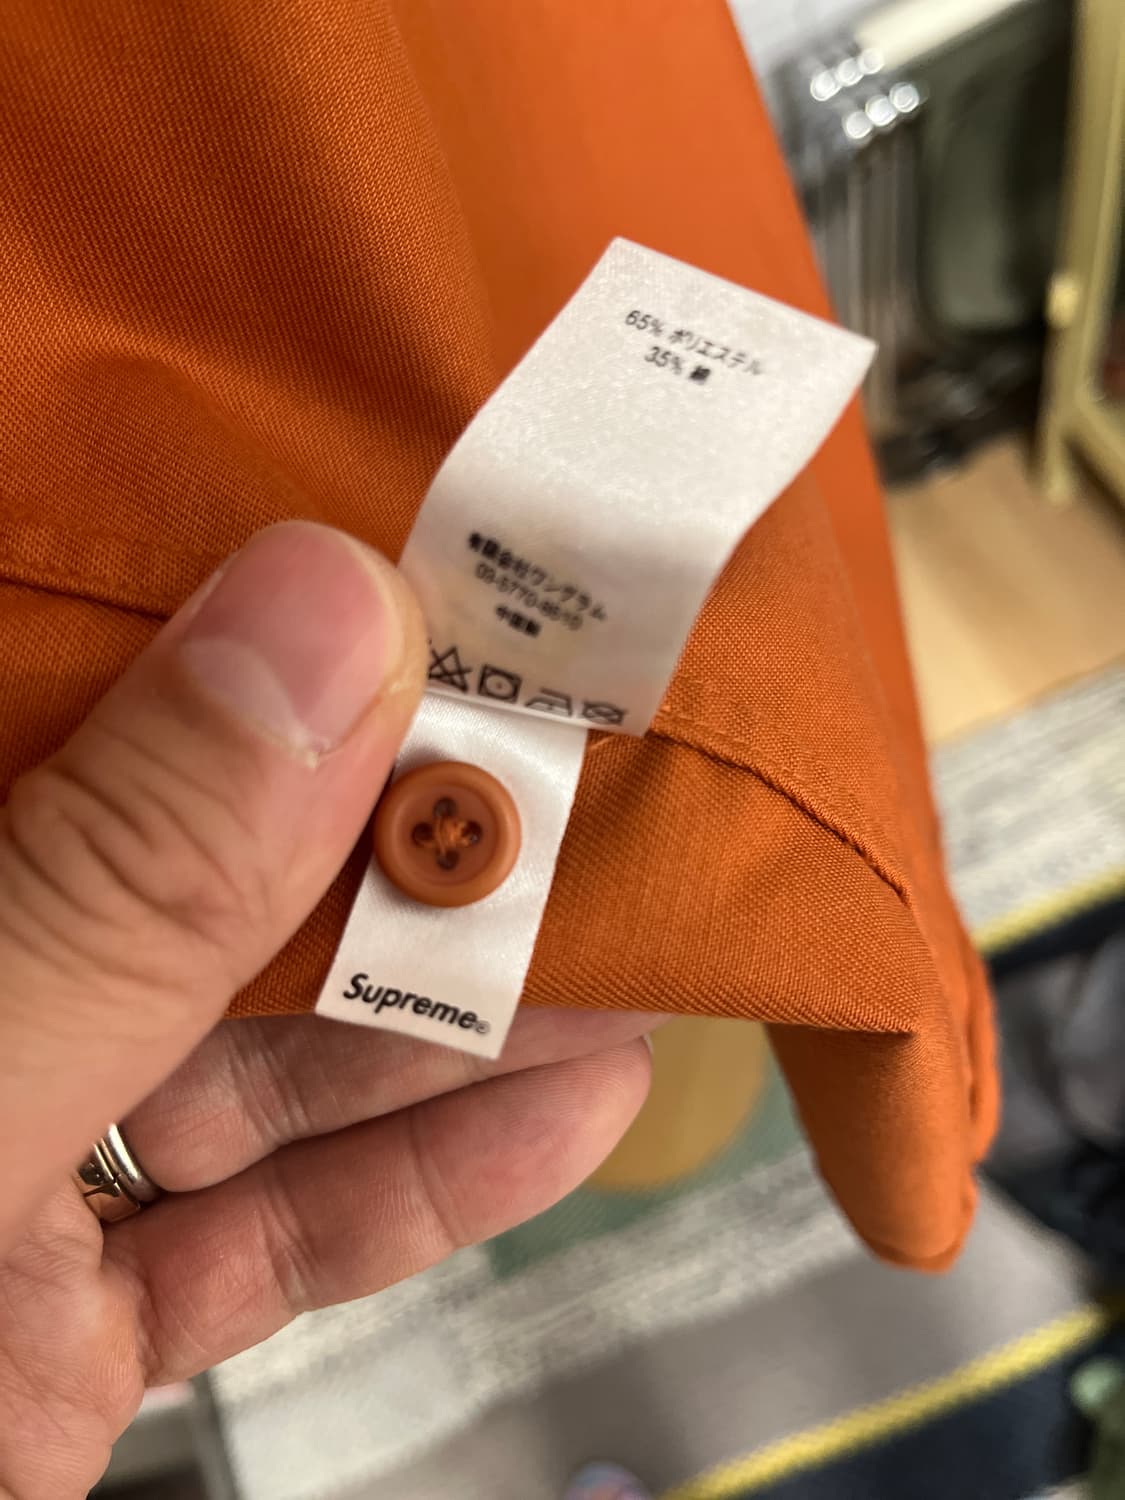 65% ポリエステル
35% 綿
有限会社ワングラム
03-5770-6610
中国製
Supreme®